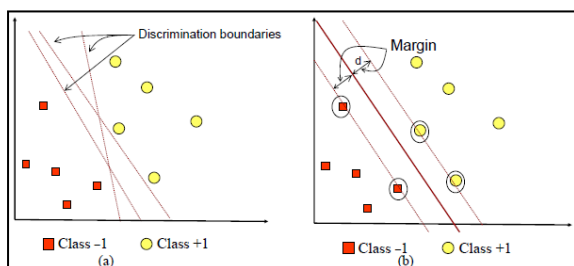 Discrimination boundaries
Class –1 Class +1
(a)
Margin
d
Class –1 Class +1
(b)